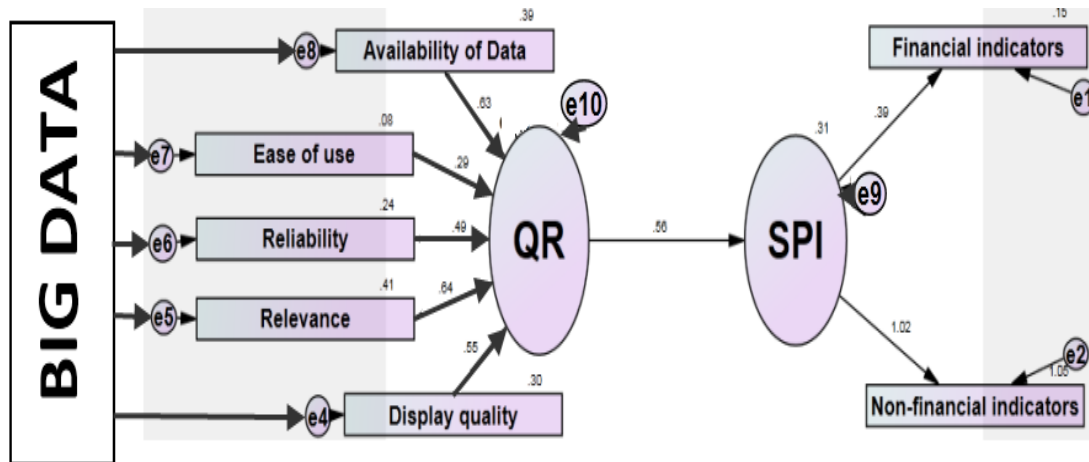 BIG DATA
e8
.39
Availability of Data
.63
e7
.08
Ease of use
.29
e6
.24
Reliability
.49
e5
.41
Relevance
.64
e4
.30
Display quality
.55
e10
QR
.56
.31
SPI
e9
.15
Financial indicators
.39
e1
1.02
e2
1.05
Non-financial indicators